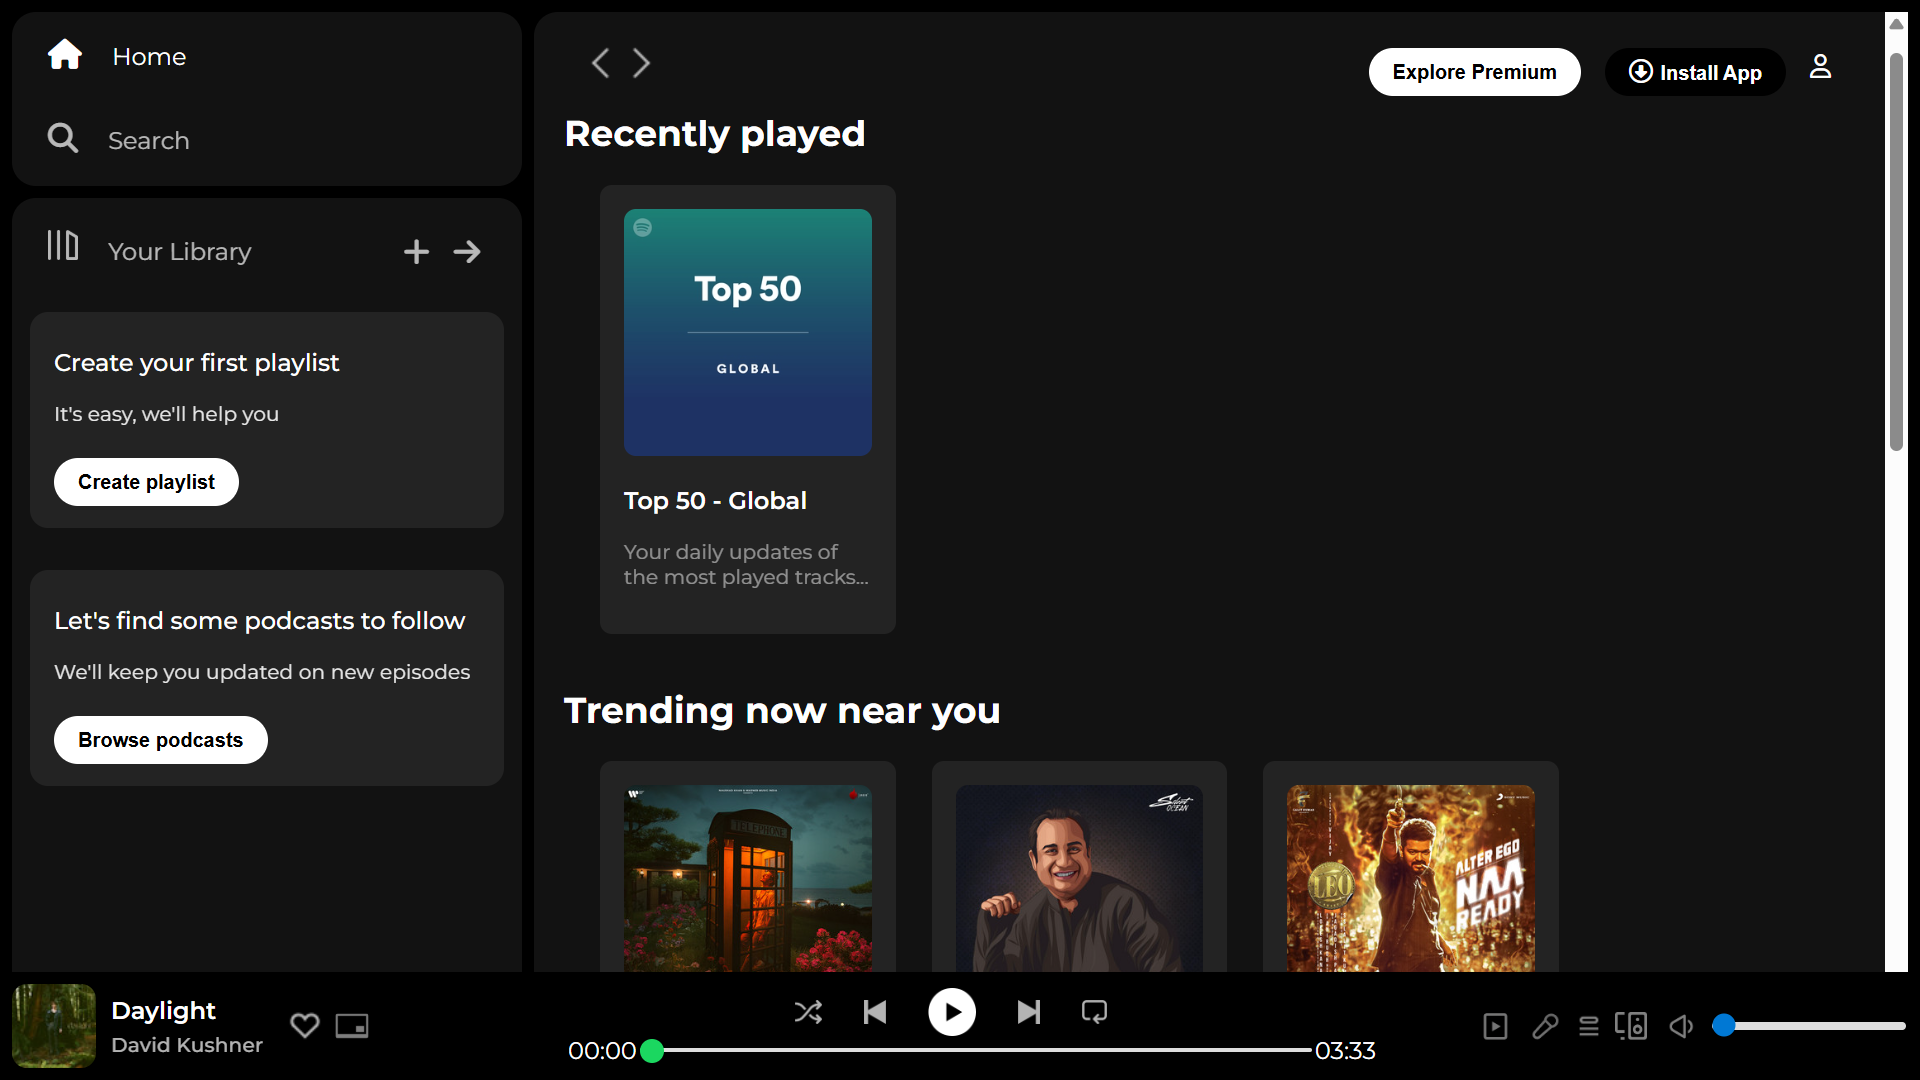 Home
Search
Your Library
Create your first playlist
It's easy, we'll help you
Create playlist
Let's find some podcasts to follow
We'll keep you updated on new episodes
Browse podcasts
Explore Premium
Install App
Recently played
Top 50
GLOBAL
Top 50 - Global
Your daily updates of
the most played tracks...
Trending now near you
TELEPHONE
Silent
OCEAN
LEO
ALTER EGO
NAA
READY
Daylight
David Kushner
00:00
03:33